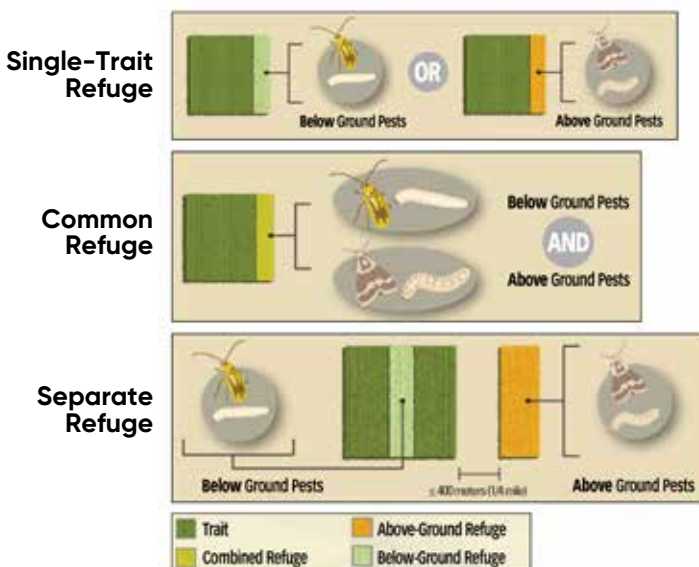 Single-Trait
Refuge
OR
Below Ground Pests
Above Ground Pests
Common
Refuge
Below Ground Pests
AND
Above Ground Pests
Separate
Refuge
Below Ground Pests
≤ 400 meters (1/4 mile)
Above Ground Pests
Trait
Above-Ground Refuge
Combined Refuge
Below-Ground Refuge